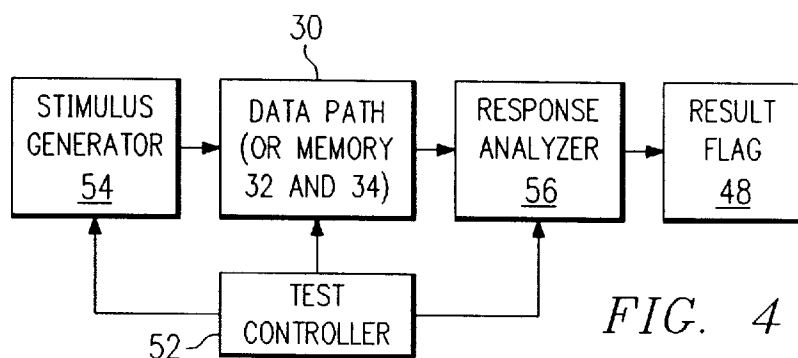 30
STIMULUS
GENERATOR
54
DATA PATH
(OR MEMORY
32 AND 34)
RESPONSE
ANALYZER
56
RESULT
FLAG
48
TEST
CONTROLLER
52
FIG. 4